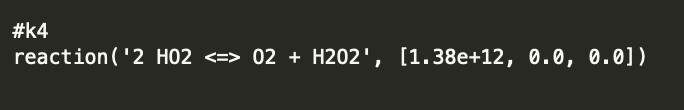 #k4
reaction('2 HO2 <=> O2 + H2O2', [1.38e+12, 0.0, 0.0])